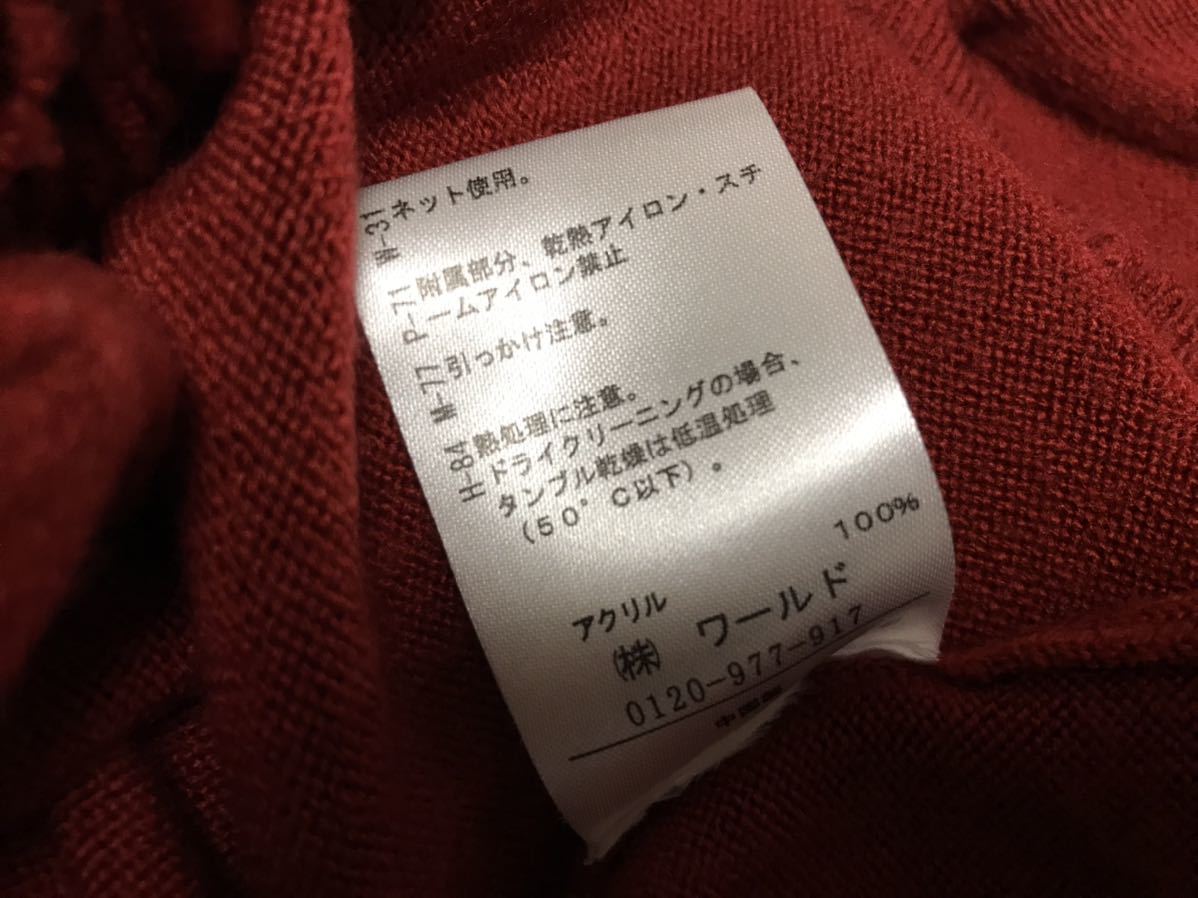 W-31 ネット使用。
P-71 附属部分、乾熱アイロン・スチ
ームアイロン禁止
W-77 引っかけ注意。
H-84 熱処理に注意。
ドライクリーニングの場合、
タンブル乾燥は低温処理
(50°C以下)。
アクリル 100%
㈱ ワールド
0120-977-917